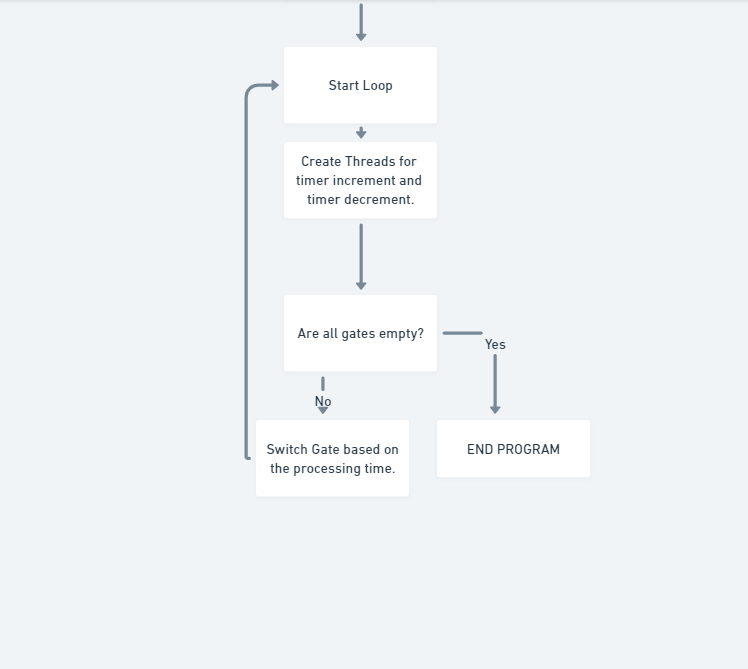 Start Loop
Create Threads for
timer increment and
timer decrement.
Are all gates empty?
Yes
No
Switch Gate based on
the processing time.
END PROGRAM